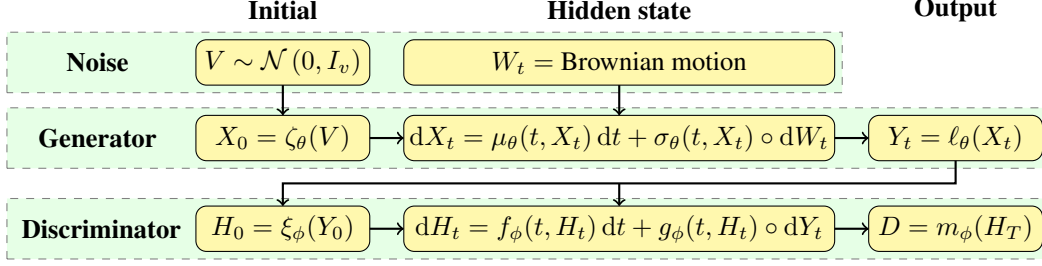 Initial Hidden state Output
Noise V ∼ 𝒩(0, I_v) W_t = Brownian motion
Generator X_0 = ζ_θ(V) dX_t = μ_θ(t, X_t) dt + σ_θ(t, X_t) ∘ dW_t Y_t = ℓ_θ(X_t)
Discriminator H_0 = ξ_ϕ(Y_0) dH_t = f_ϕ(t, H_t) dt + g_ϕ(t, H_t) ∘ dY_t D = m_ϕ(H_T)